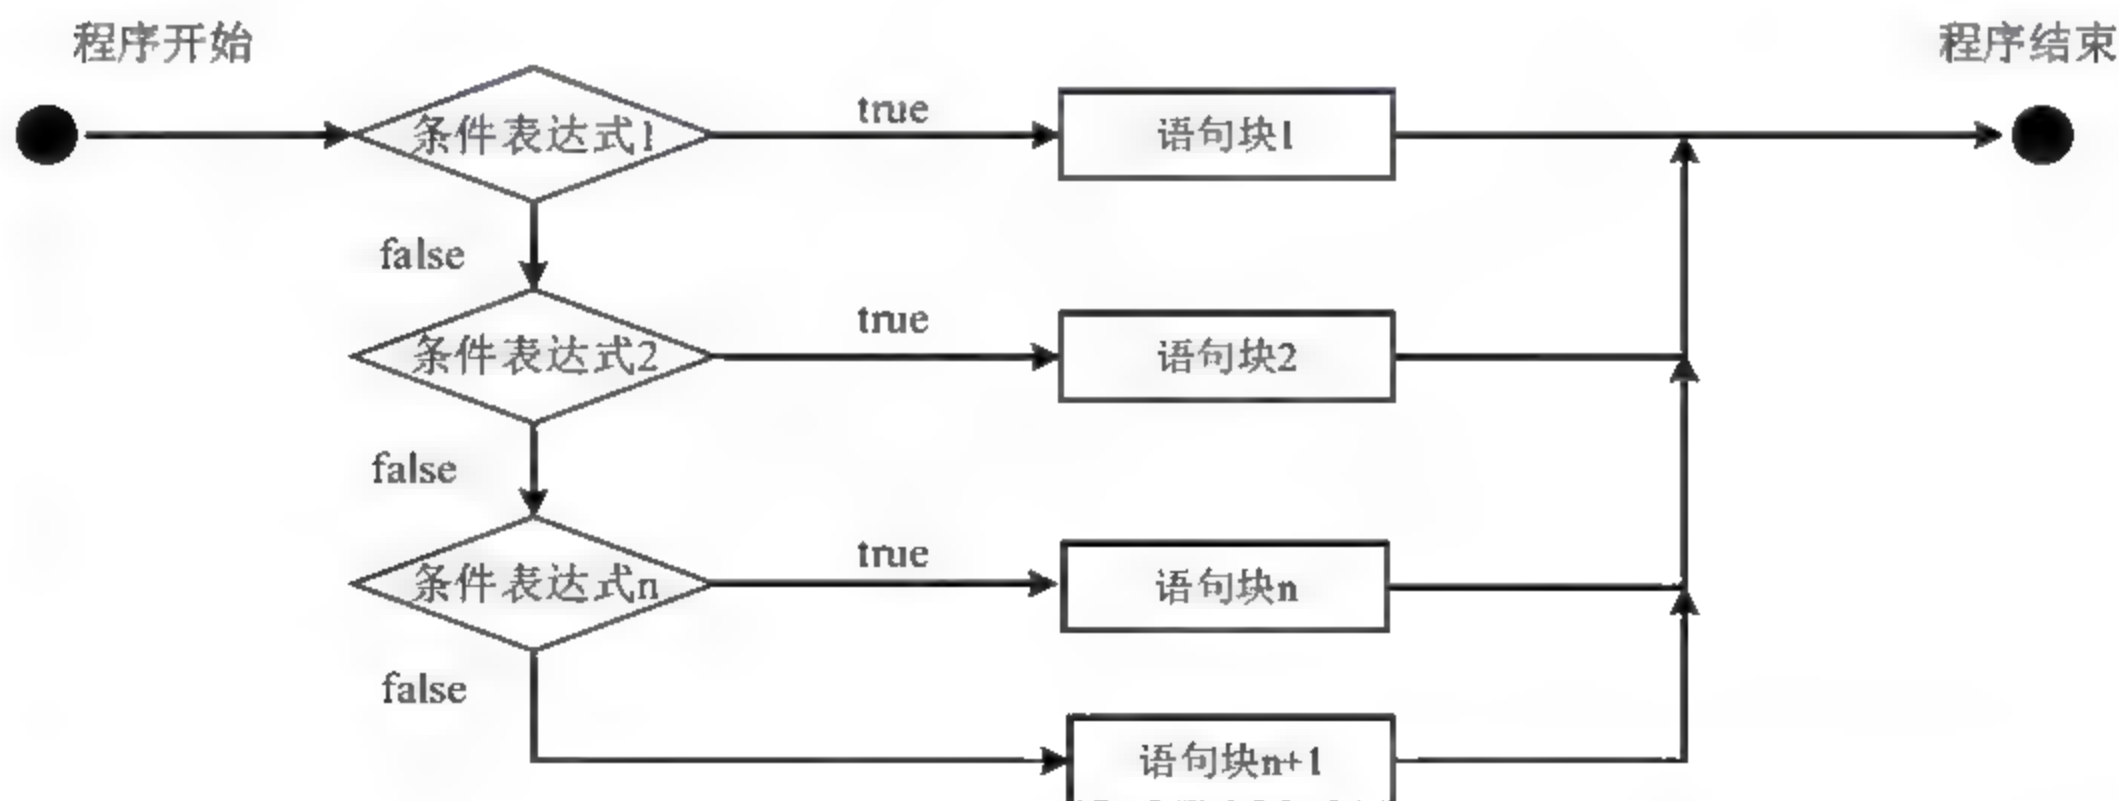 程序开始
程序结束
条件表达式1
true
语句块1
false
条件表达式2
true
语句块2
false
条件表达式n
true
语句块n
false
语句块n+1